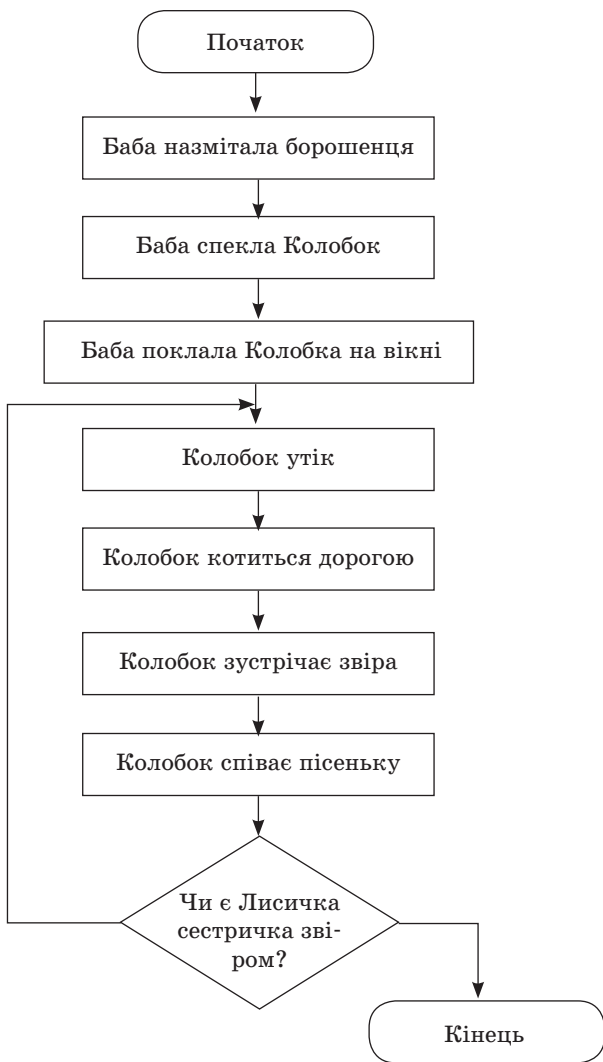 Початок
Баба назмітала борошенця
Баба спекла Колобок
Баба поклала Колобка на вікні
Колобок утік
Колобок котиться дорогою
Колобок зустрічає звіра
Колобок співає пісеньку
Чи є Лисичка
сестричка зві-
ром?
Кінець